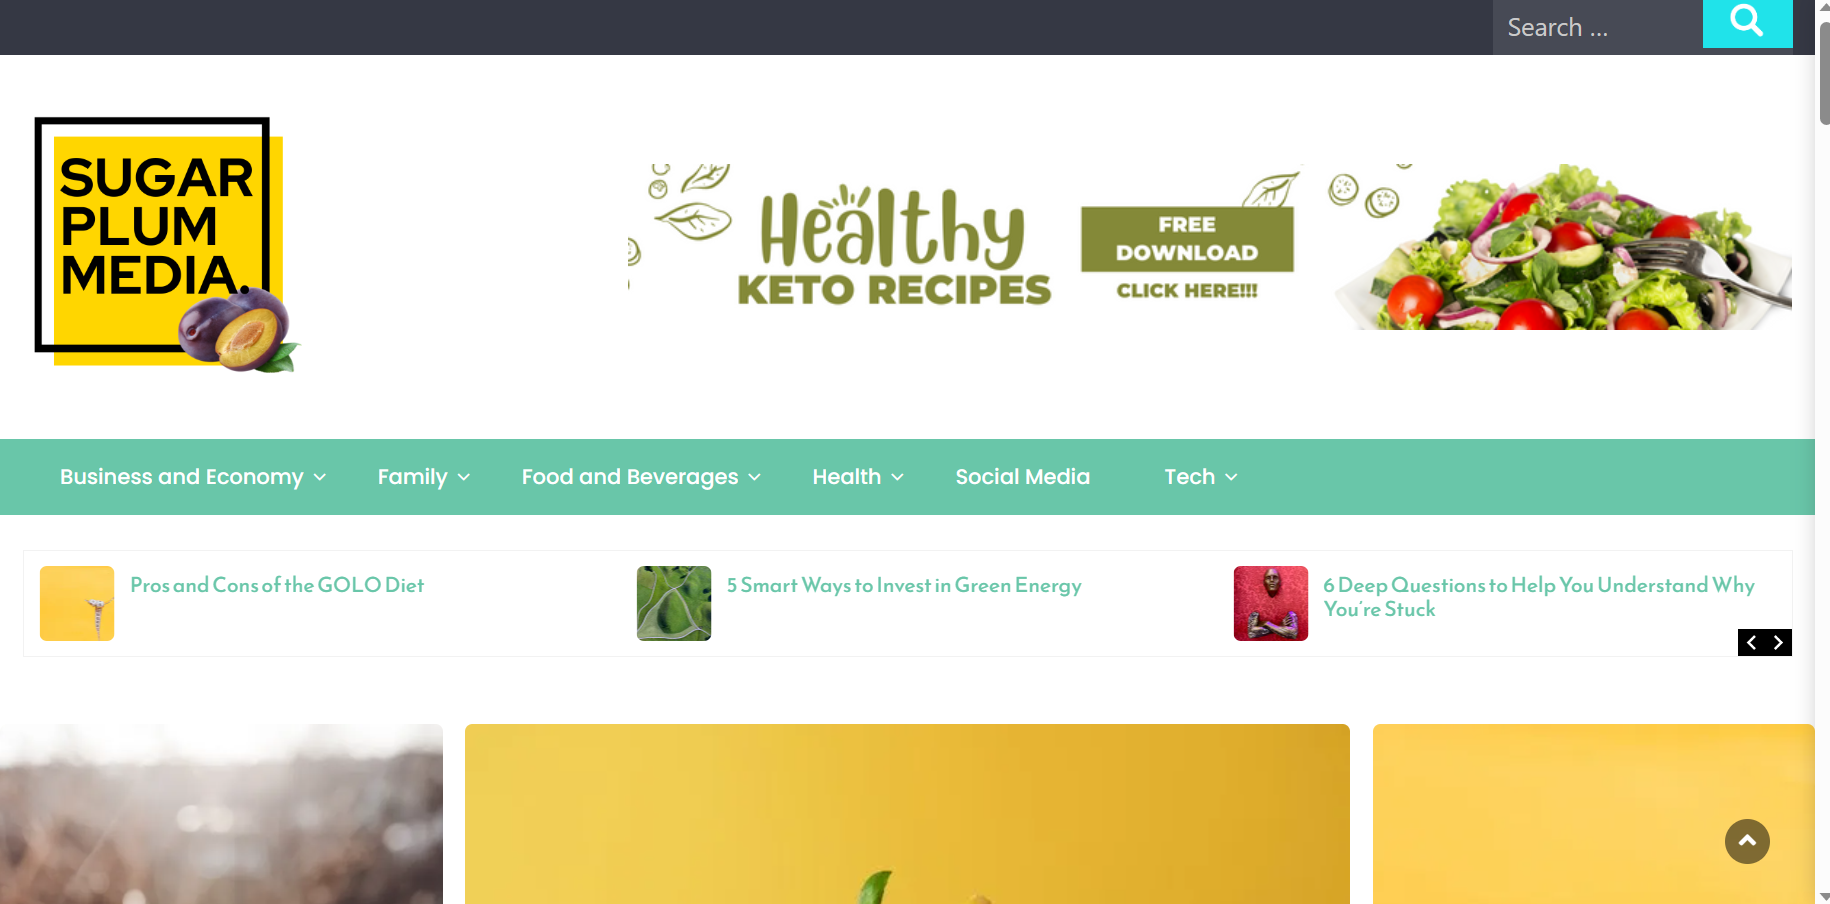 Search ...
SUGAR
PLUM
MEDIA.
Healthy
KETO RECIPES
FREE
DOWNLOAD
CLICK HERE!!!
Business and Economy
Family
Food and Beverages
Health
Social Media
Tech
Pros and Cons of the GOLO Diet
5 Smart Ways to Invest in Green Energy
6 Deep Questions to Help You Understand Why
You're Stuck